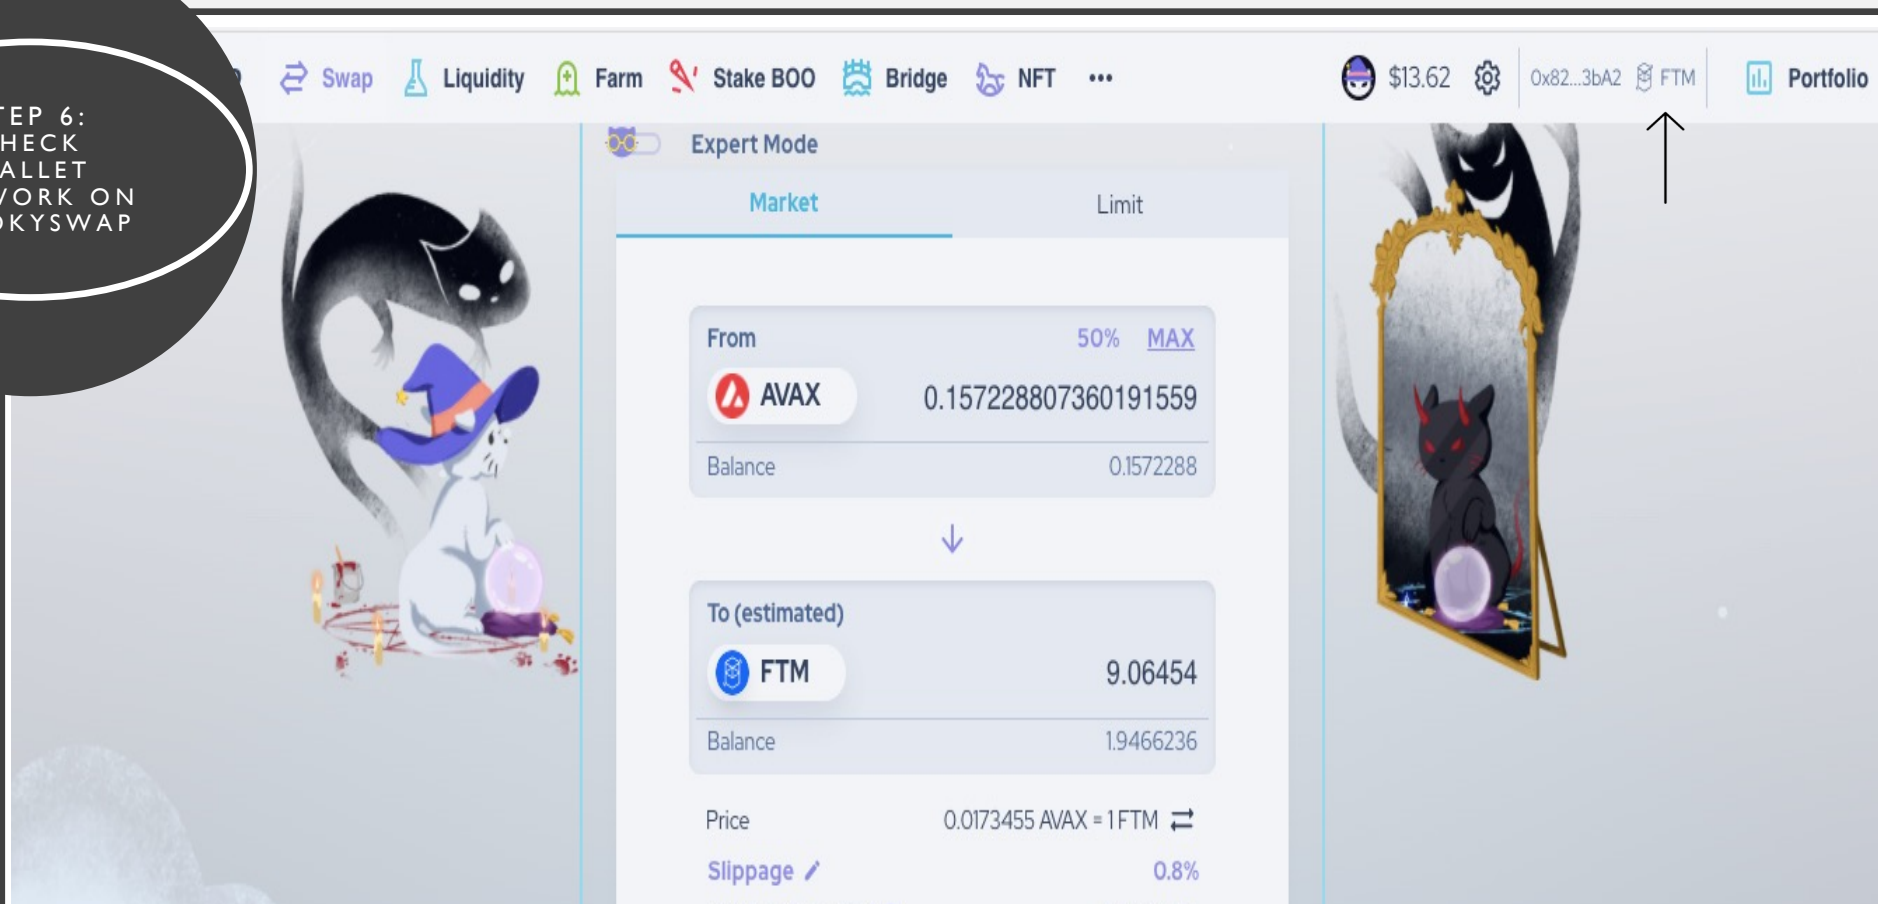 TEP 6:
HECK
ALLET
WORK ON
OKYSWAP
Swap Liquidity Farm Stake BOO Bridge NFT ••• $13.62 0x82...3bA2 FTM Portfolio
Expert Mode
Market Limit
From 50% MAX
AVAX 0.157228807360191559
Balance 0.1572288
To (estimated)
FTM 9.06454
Balance 1.9466236
Price 0.0173455 AVAX = 1 FTM
Slippage 0.8%